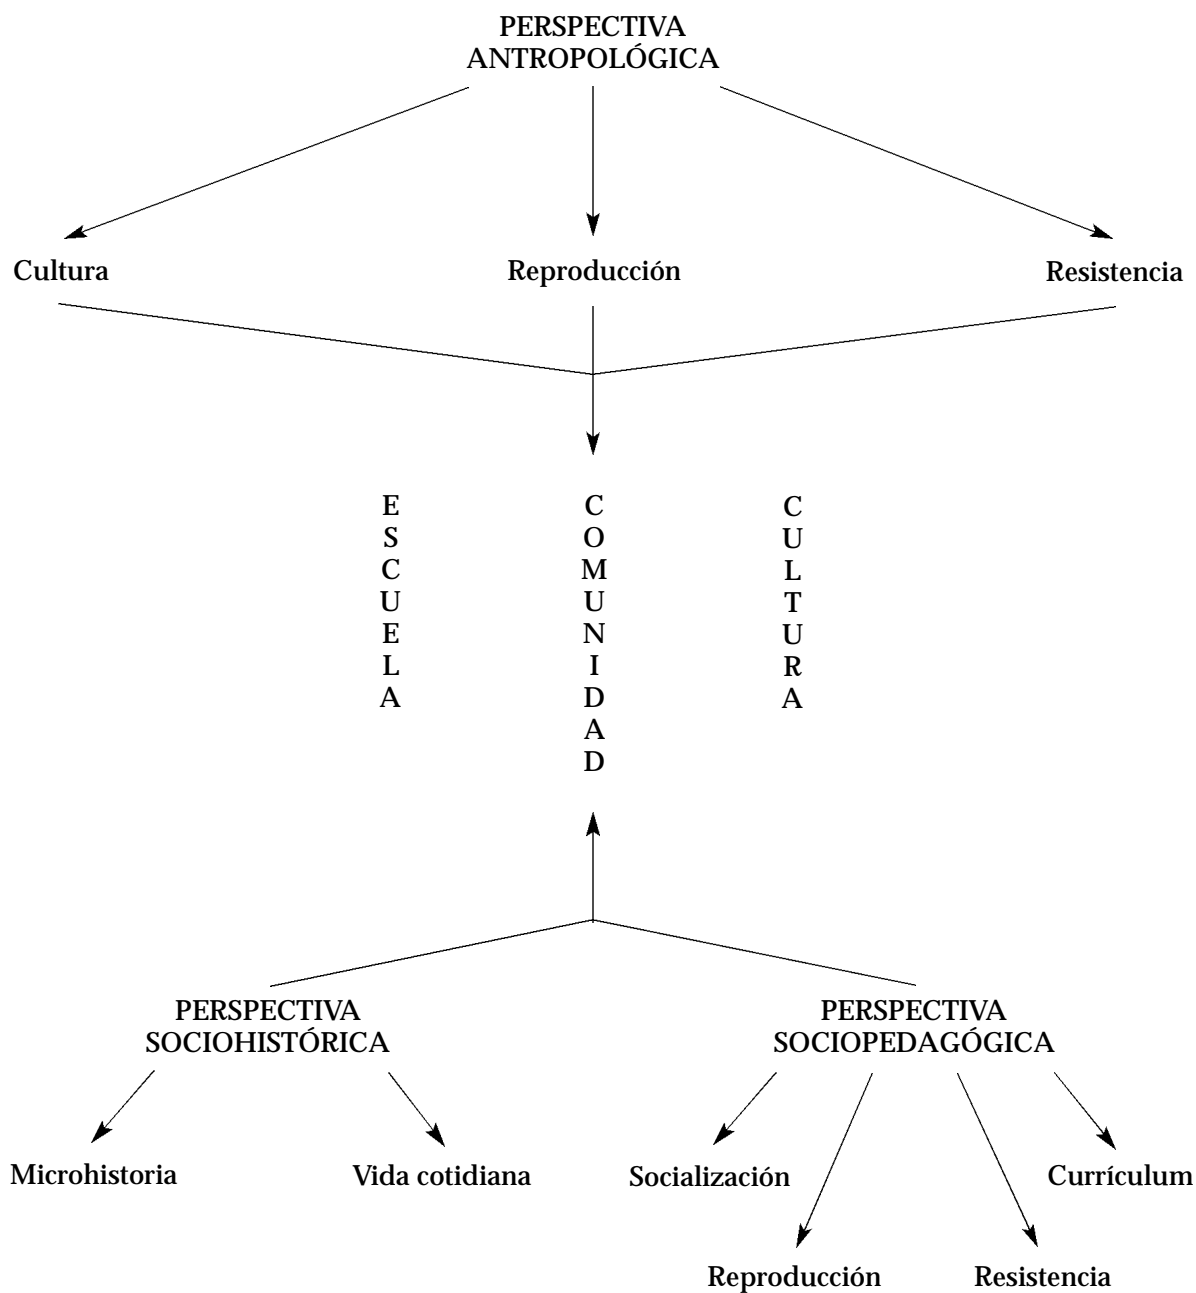 PERSPECTIVA
ANTROPOLÓGICA
Cultura
Reproducción
Resistencia
ESCUELA
COMUNIDAD
CULTURA
PERSPECTIVA
SOCIOHISTÓRICA
PERSPECTIVA
SOCIOPEDAGÓGICA
Microhistoria
Vida cotidiana
Socialización
Currículum
Reproducción
Resistencia